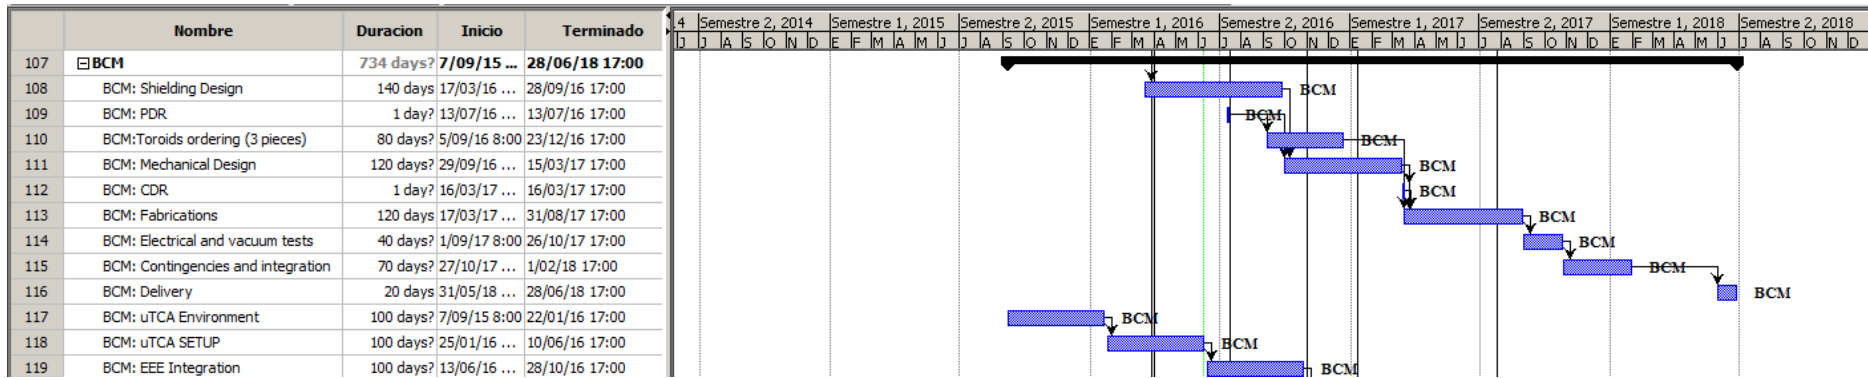 Nombre Duracion Inicio Terminado
4 Semestre 2, 2014 Semestre 1, 2015 Semestre 2, 2015 Semestre 1, 2016 Semestre 2, 2016 Semestre 1, 2017 Semestre 2, 2017 Semestre 1, 2018 Semestre 2, 2018
J J A S O N D E F M A M J J A S O N D E F M A M J J A S O N D E F M A M J J A S O N D E F M A M J J A S O N D
107 BCM 734 days? 7/09/15 ... 28/06/18 17:00
108 BCM: Shielding Design 140 days 17/03/16 ... 28/09/16 17:00 BCM
109 BCM: PDR 1 day? 13/07/16 ... 13/07/16 17:00 BCM
110 BCM:Toroids ordering (3 pieces) 80 days? 5/09/16 8:00 23/12/16 17:00 BCM
111 BCM: Mechanical Design 120 days? 29/09/16 ... 15/03/17 17:00 BCM
112 BCM: CDR 1 day? 16/03/17 ... 16/03/17 17:00 BCM
113 BCM: Fabrications 120 days 17/03/17 ... 31/08/17 17:00 BCM
114 BCM: Electrical and vacuum tests 40 days? 1/09/17 8:00 26/10/17 17:00 BCM
115 BCM: Contingencies and integration 70 days? 27/10/17 ... 1/02/18 17:00 BCM
116 BCM: Delivery 20 days 31/05/18 ... 28/06/18 17:00 BCM
117 BCM: uTCA Environment 100 days? 7/09/15 8:00 22/01/16 17:00 BCM
118 BCM: uTCA SETUP 100 days? 25/01/16 ... 10/06/16 17:00 BCM
119 BCM: EEE Integration 100 days? 13/06/16 ... 28/10/16 17:00 BCM